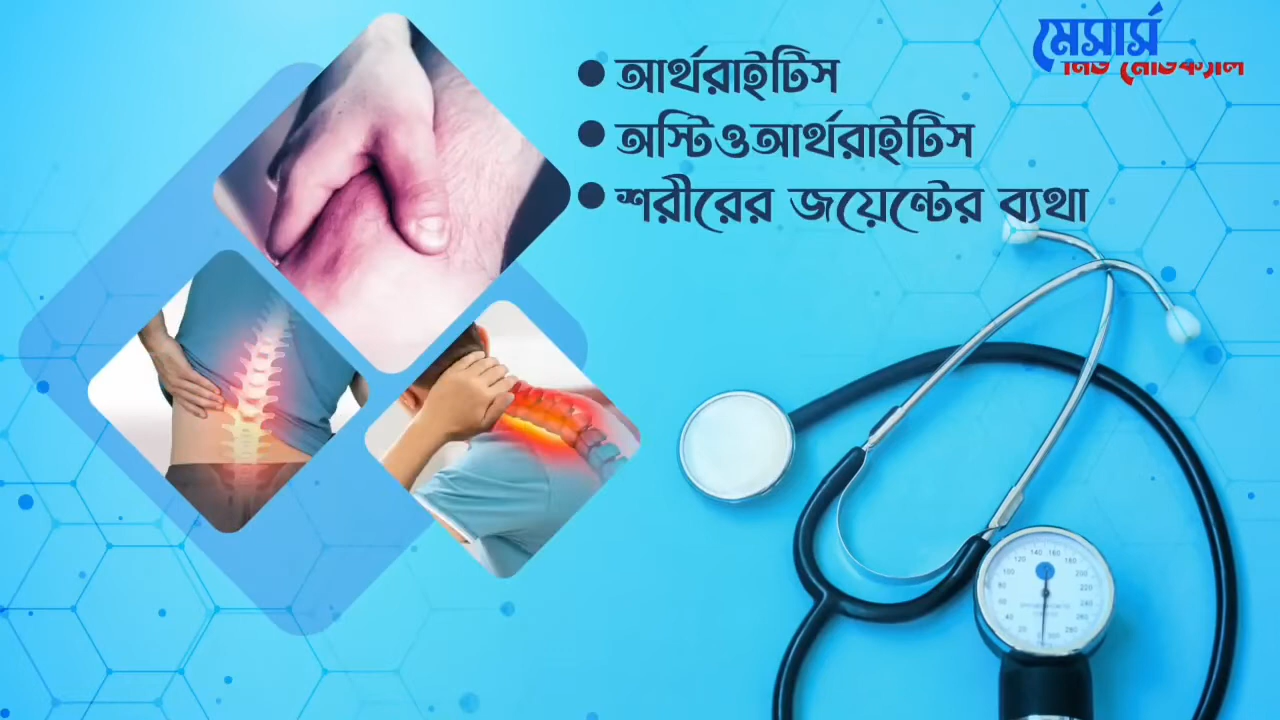 মেসার্স
আর্থরাইটিস
অস্টিওআর্থরাইটিস
শরীরের জয়েন্টের ব্যথা